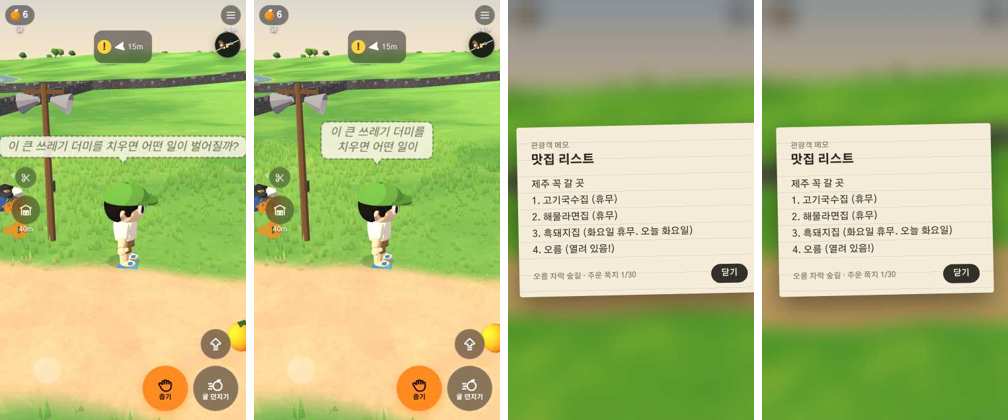 6
! 15m
이 큰 쓰레기 더미를 치우면 어떤 일이 벌어질까?
40m
줍기
귤 던지기
6
! 15m
이 큰 쓰레기 더미를
치우면 어떤 일이
40m
줍기
귤 던지기
관광객 메모
맛집 리스트
제주 꼭 갈 곳
1. 고기국수집 (휴무)
2. 해물라면집 (휴무)
3. 흑돼지집 (화요일 휴무. 오늘 화요일)
4. 오름 (열려 있음!)
오름 자락 숲길 · 주운 쪽지 1/30
닫기
관광객 메모
맛집 리스트
제주 꼭 갈 곳
1. 고기국수집 (휴무)
2. 해물라면집 (휴무)
3. 흑돼지집 (화요일 휴무. 오늘 화요일)
4. 오름 (열려 있음!)
오름 자락 숲길 · 주운 쪽지 1/30
닫기